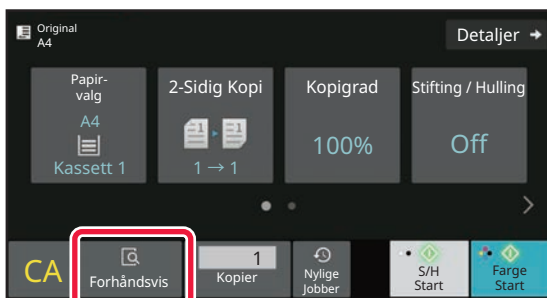 Original
A4
Detaljer
Papir-
valg
A4
Kassett 1
2-Sidig Kopi
1 → 1
Kopigrad
100%
Stifting / Hulling
Off
CA
Forhåndsvis
1
Kopier
Nylige
Jobber
S/H
Start
Farge
Start